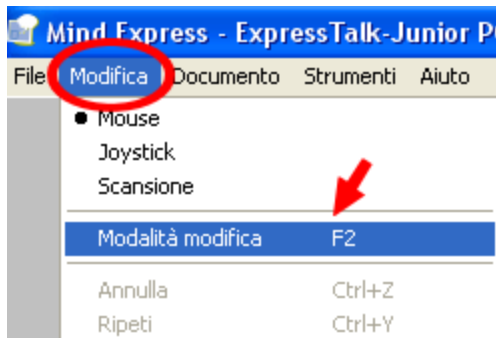 Mind Express - ExpressTalk-Junior P
File Modifica Documento Strumenti Aiuto
Mouse
Joystick
Scansione
Modalità modifica F2
Annulla Ctrl+Z
Ripeti Ctrl+Y